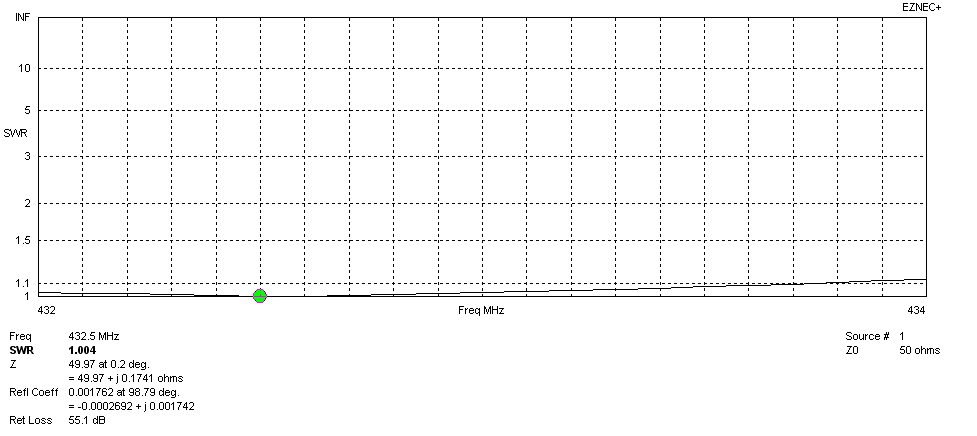 EZNEC+
INF
10
5
SWR
3
2
1.5
1.1
1
432 Freq MHz 434
Freq 432.5 MHz Source # 1
SWR 1.004 Z0 50 ohms
Z 49.97 at 0.2 deg.
= 49.97 + j 0.1741 ohms
Refl Coeff 0.001762 at 98.79 deg.
= -0.0002692 + j 0.001742
Ret Loss 55.1 dB